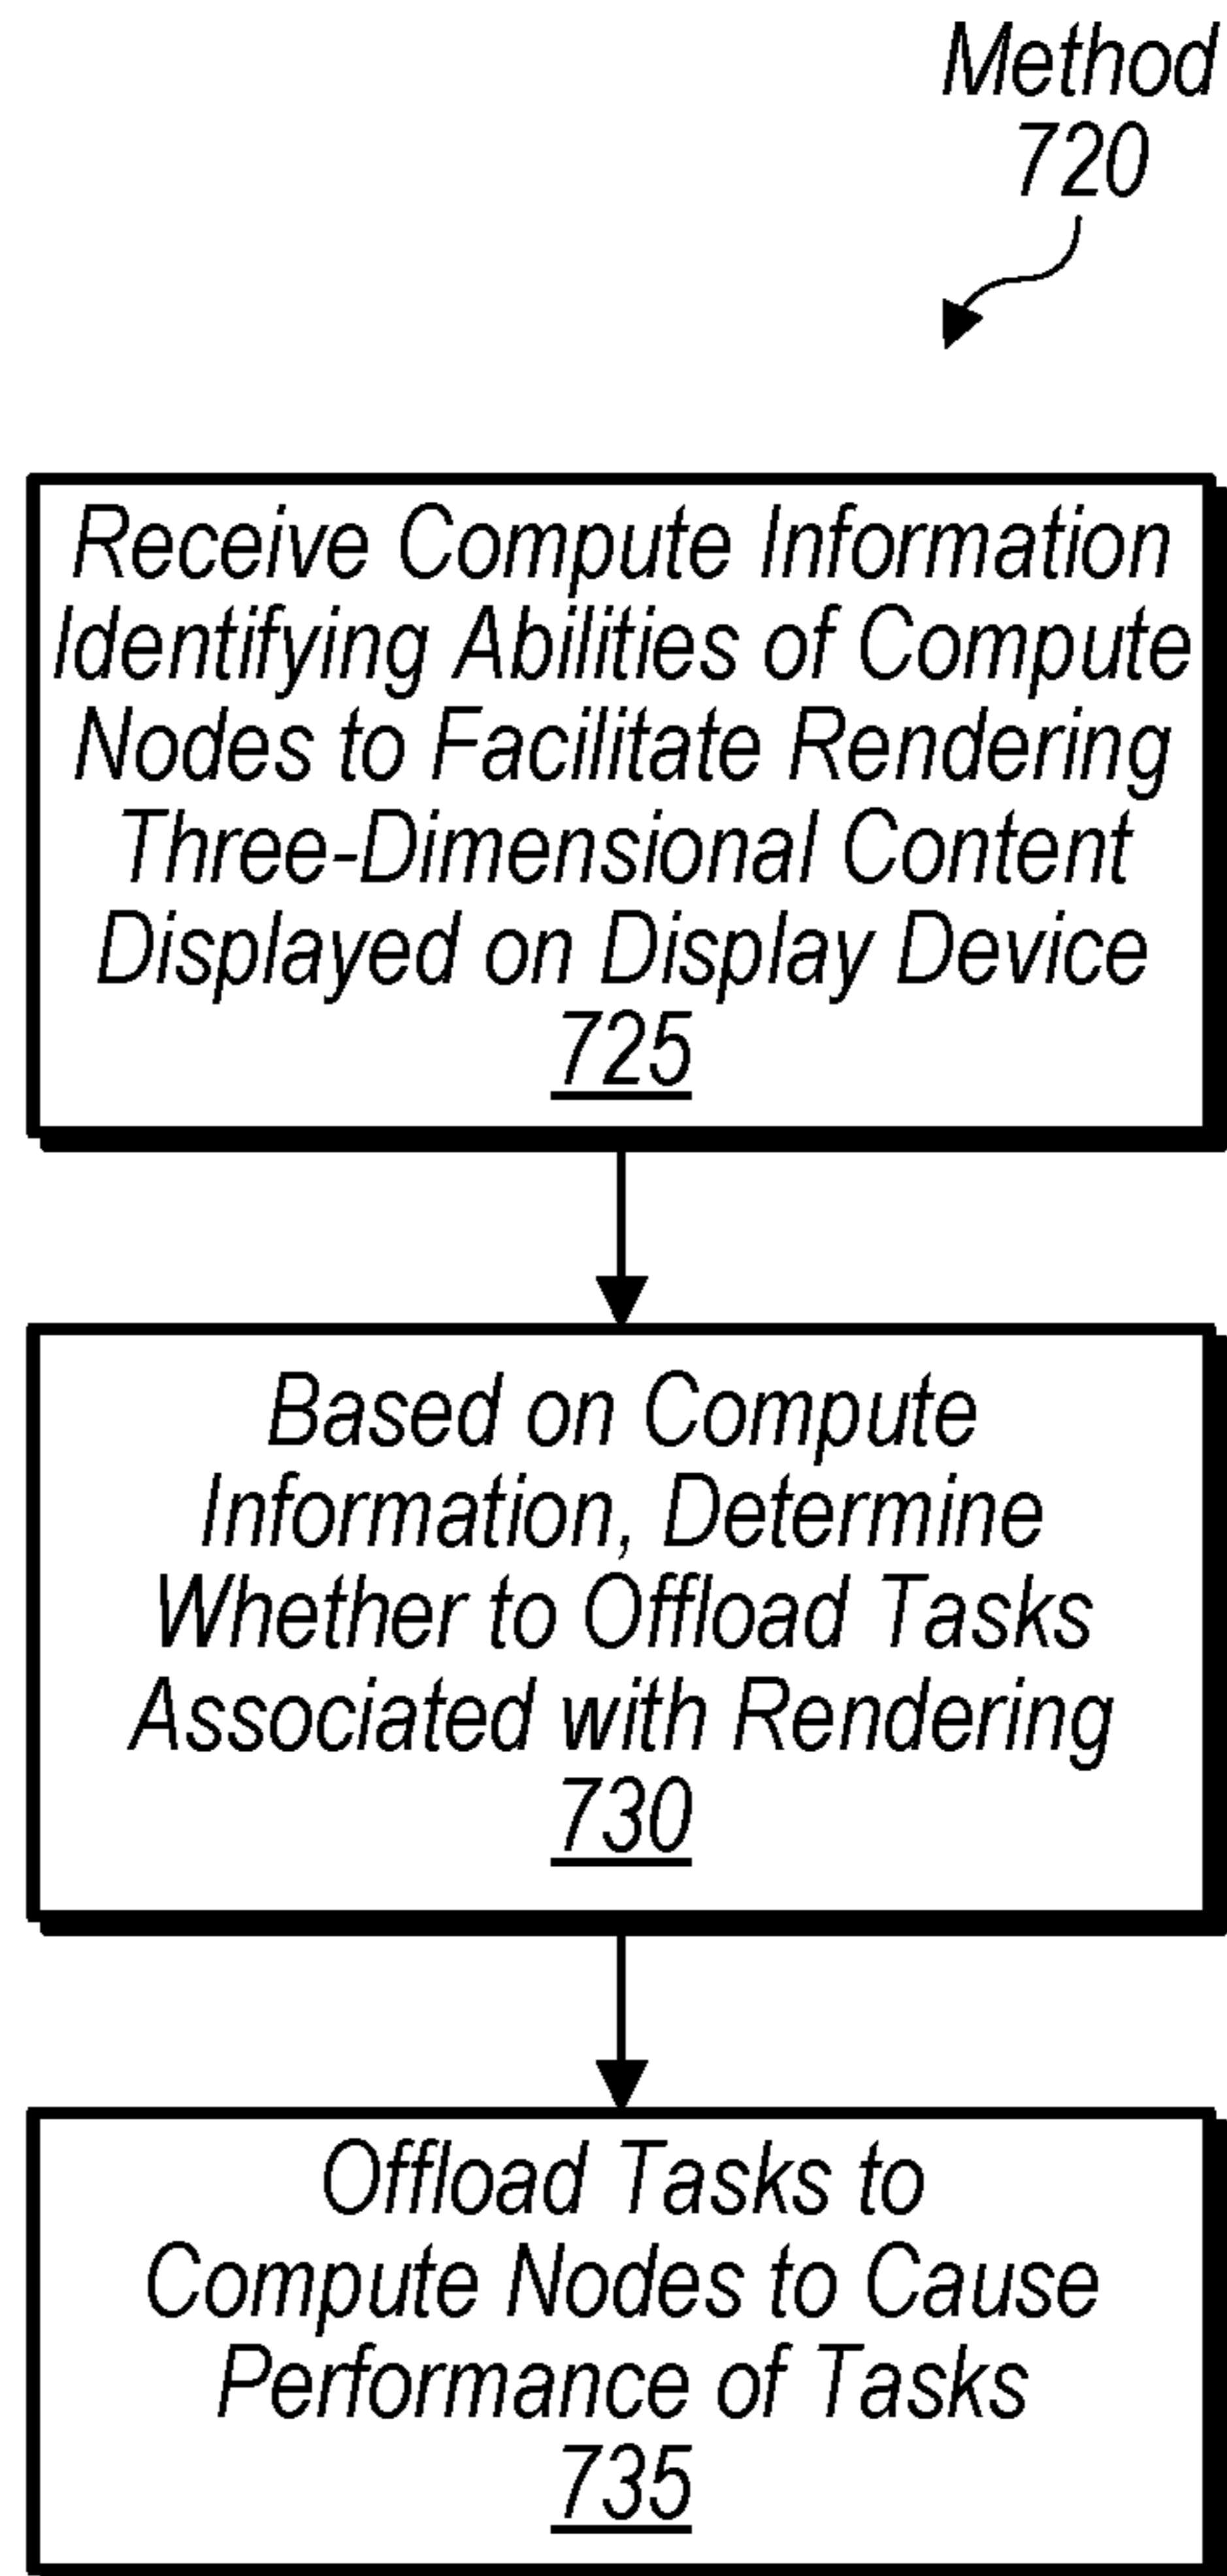 Method
720
Receive Compute Information
Identifying Abilities of Compute
Nodes to Facilitate Rendering
Three-Dimensional Content
Displayed on Display Device
725
Based on Compute
Information, Determine
Whether to Offload Tasks
Associated with Rendering
730
Offload Tasks to
Compute Nodes to Cause
Performance of Tasks
735